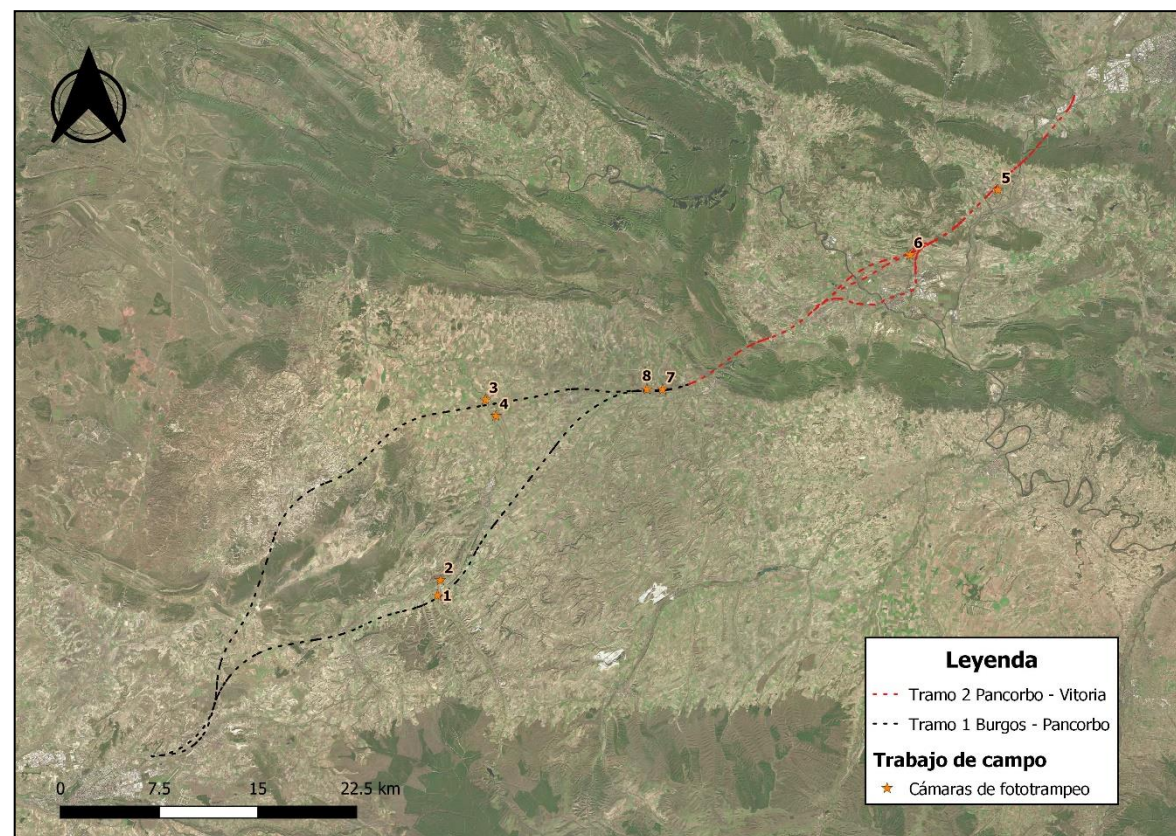 5
6
8 7
3
4
2
1
Leyenda
Tramo 2 Pancorbo - Vitoria
Tramo 1 Burgos - Pancorbo
Trabajo de campo
Cámaras de fototrampeo
0 7.5 15 22.5 km